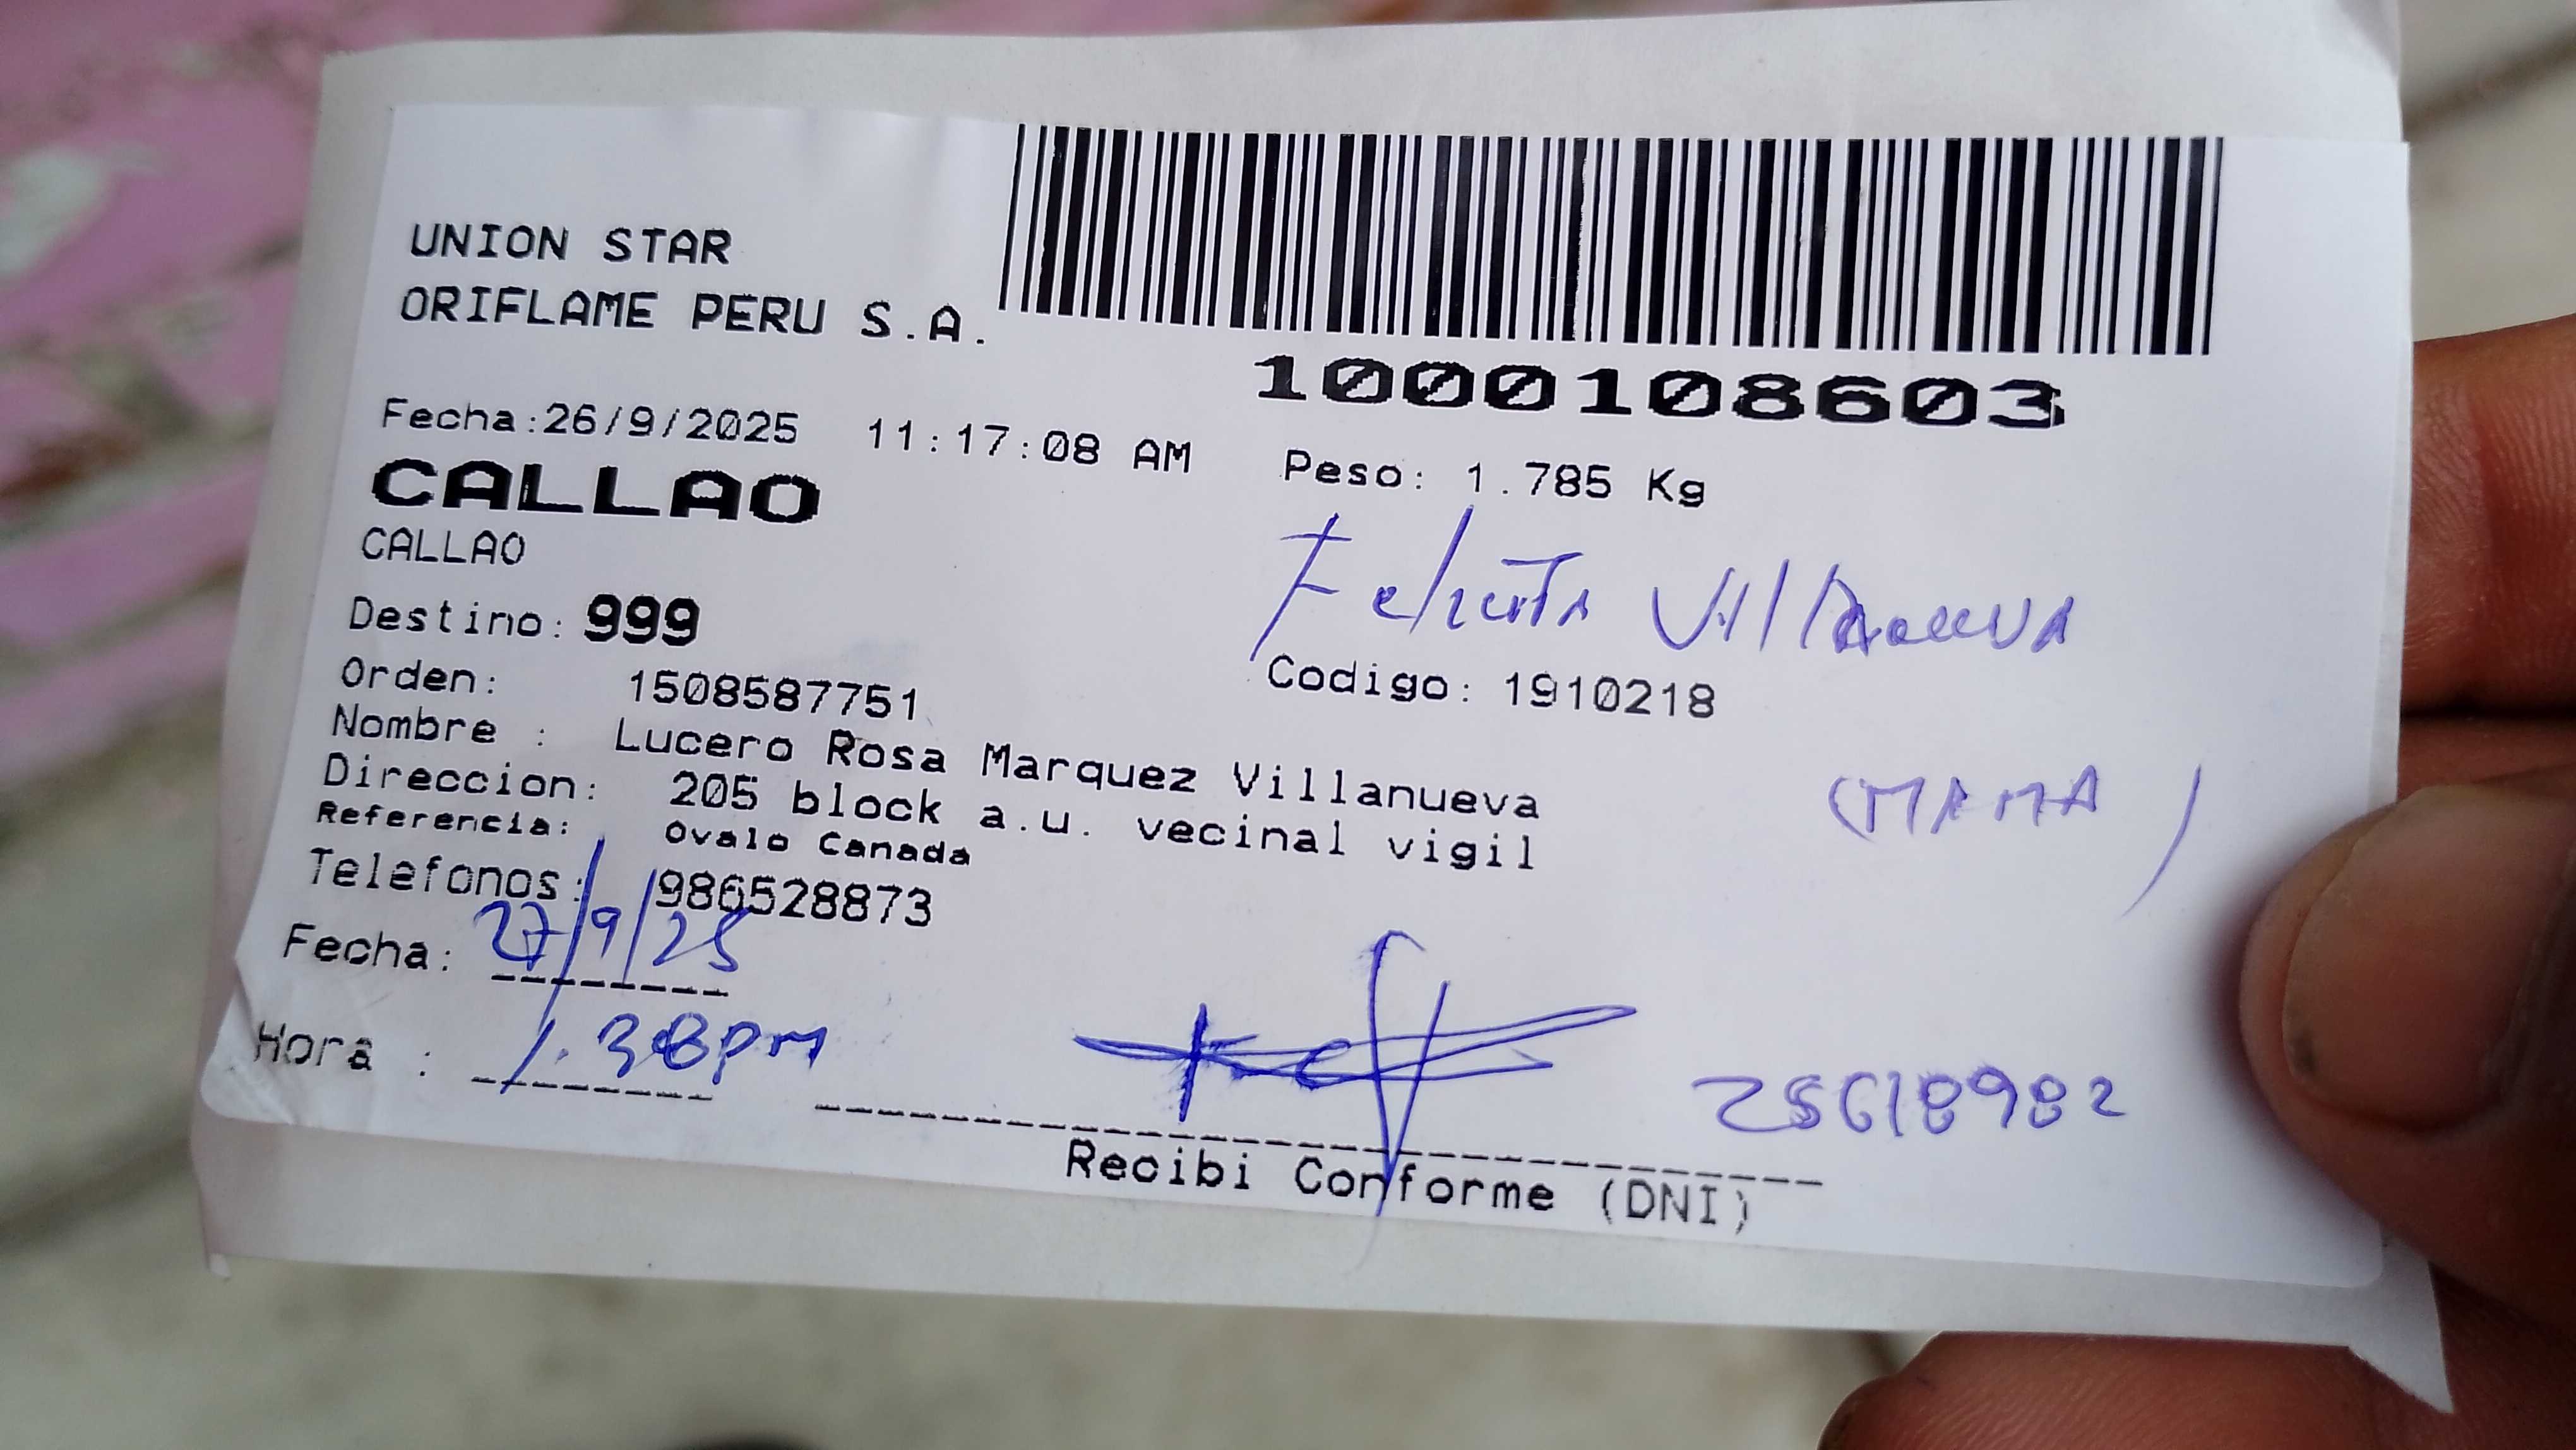 UNION STAR
ORIFLAME PERU S.A.
1000108603
Fecha:26/9/2025 11:17:08 AM
Peso: 1.785 Kg
CALLAO
CALLAO
Felicita Villanueva
Destino: 999
Orden: 1508587751
Codigo: 1910218
Nombre : Lucero Rosa Marquez Villanueva
(MAMA)
Direccion: 205 block a.u. vecinal vigil
Referencia: Ovalo Canada
Telefonos: 986528873
Fecha: 27/9/25
Hora : 1.38pm
25618982
Recibi Conforme (DNI)